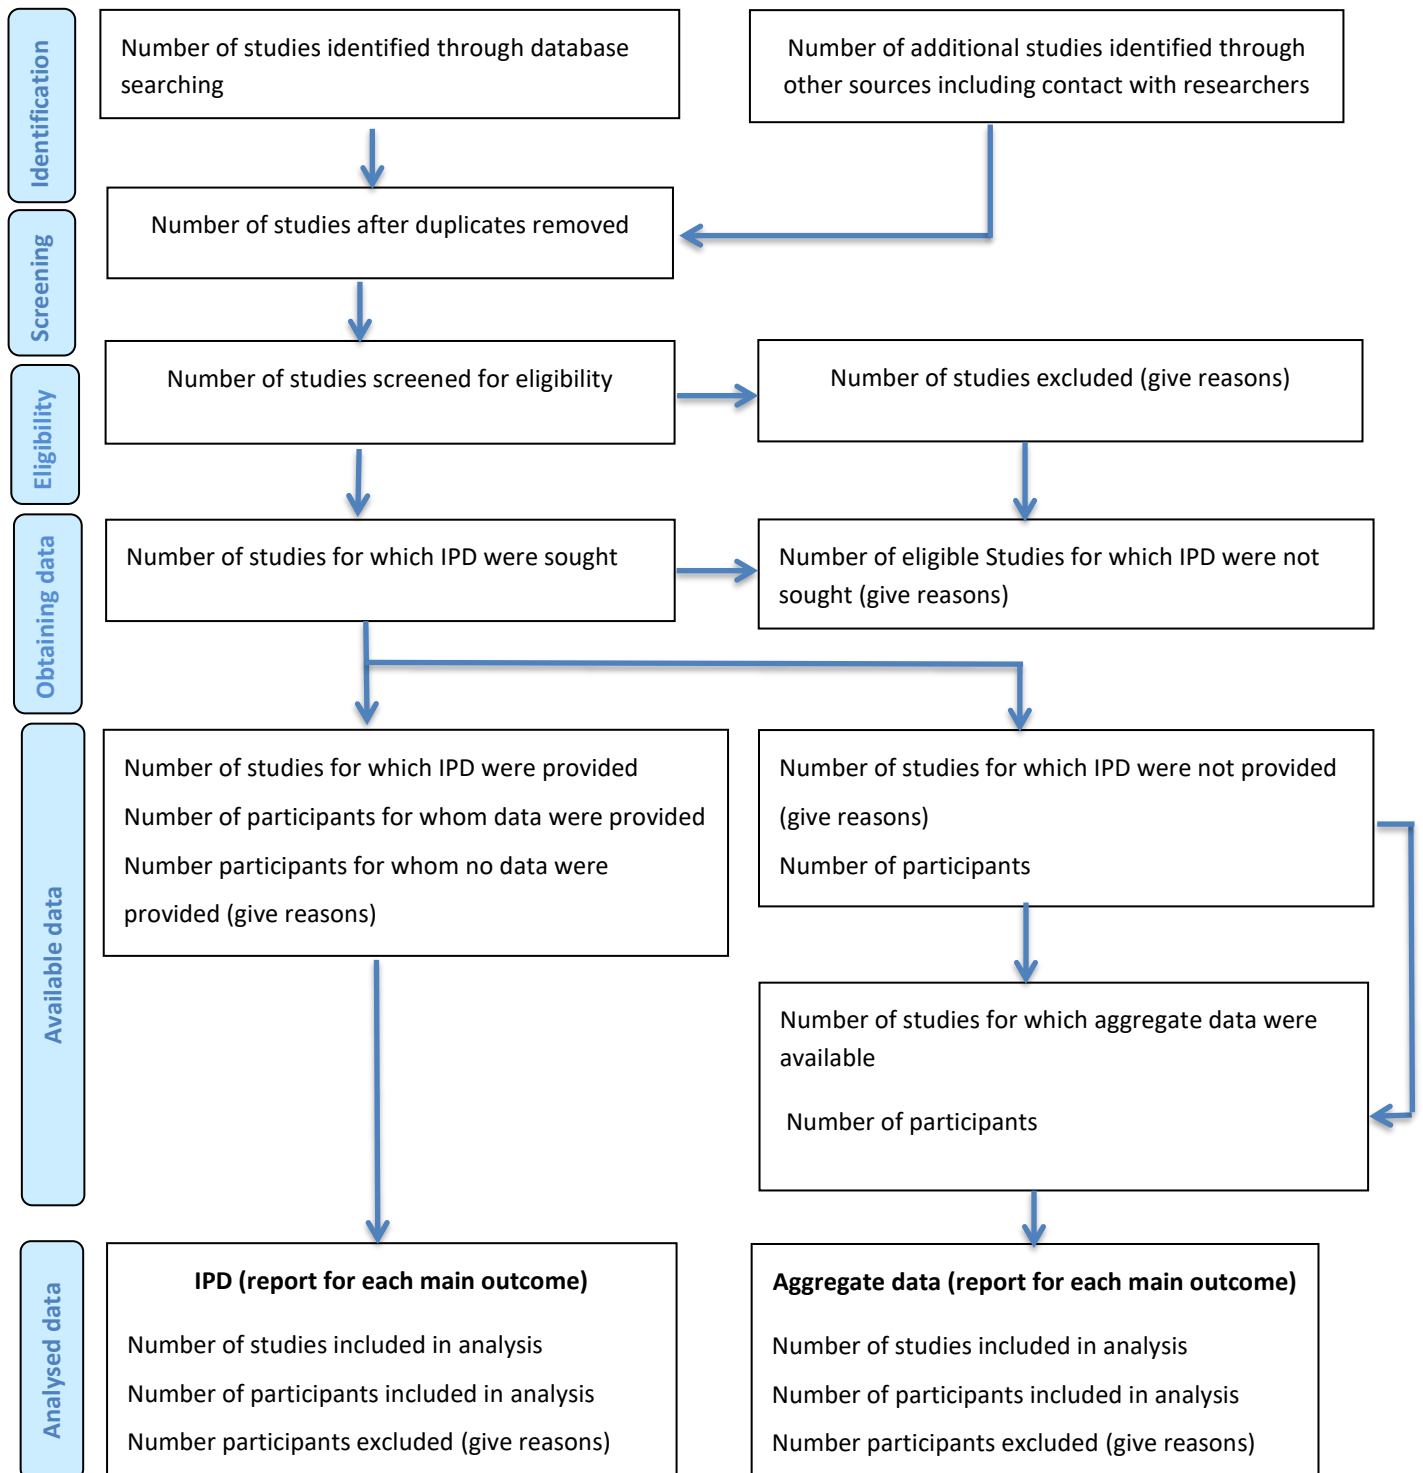 Identification
Number of studies identified through database
searching
Number of additional studies identified through
other sources including contact with researchers
Screening
Number of studies after duplicates removed
Eligibility
Number of studies screened for eligibility
Number of studies excluded (give reasons)
Obtaining data
Number of studies for which IPD were sought
Number of eligible Studies for which IPD were not
sought (give reasons)
Available data
Number of studies for which IPD were provided
Number of participants for whom data were provided
Number participants for whom no data were
provided (give reasons)
Number of studies for which IPD were not provided
(give reasons)
Number of participants
Number of studies for which aggregate data were
available
Number of participants
Analysed data
IPD (report for each main outcome)
Number of studies included in analysis
Number of participants included in analysis
Number participants excluded (give reasons)
Aggregate data (report for each main outcome)
Number of studies included in analysis
Number of participants included in analysis
Number participants excluded (give reasons)